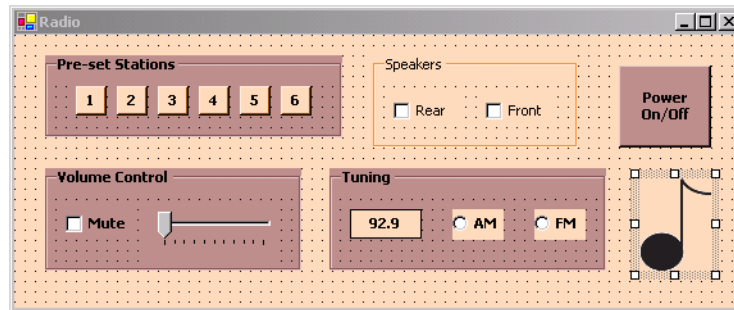 Radio
Pre-set Stations
1 2 3 4 5 6
Speakers
Rear Front
Power
On/Off
Volume Control
Mute
Tuning
92.9 AM FM